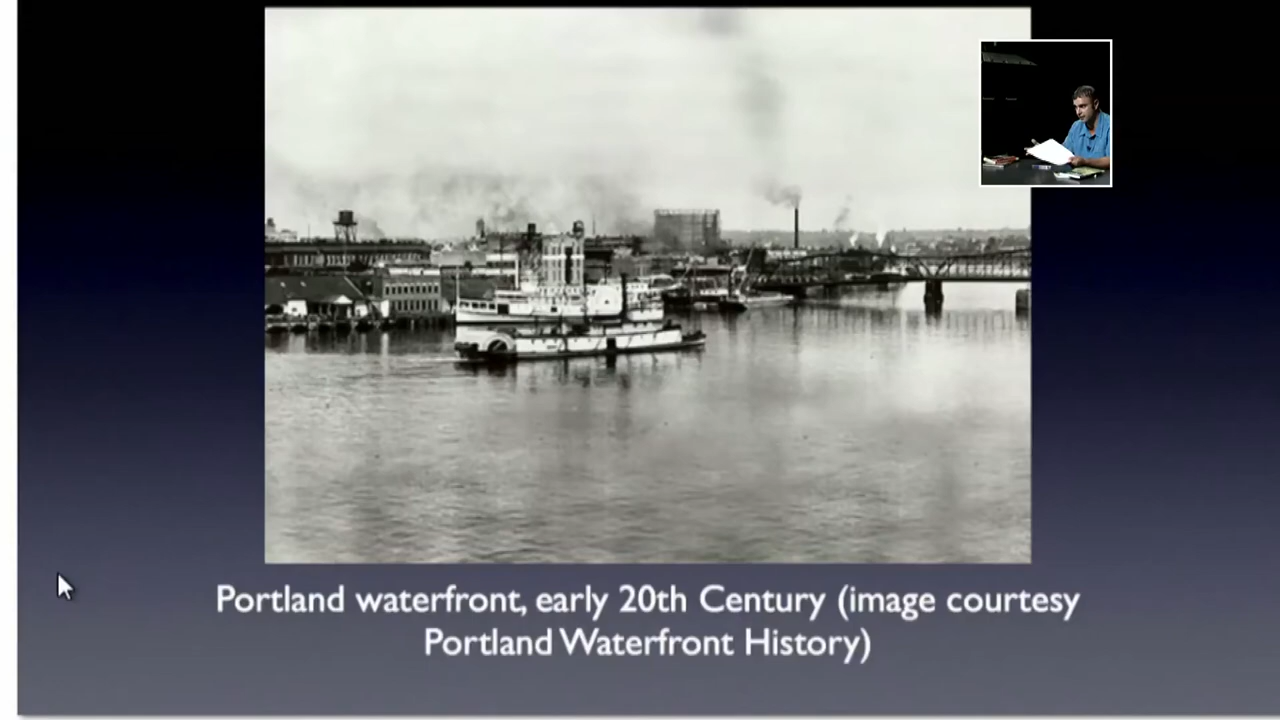 Portland waterfront, early 20th Century (image courtesy
Portland Waterfront History)